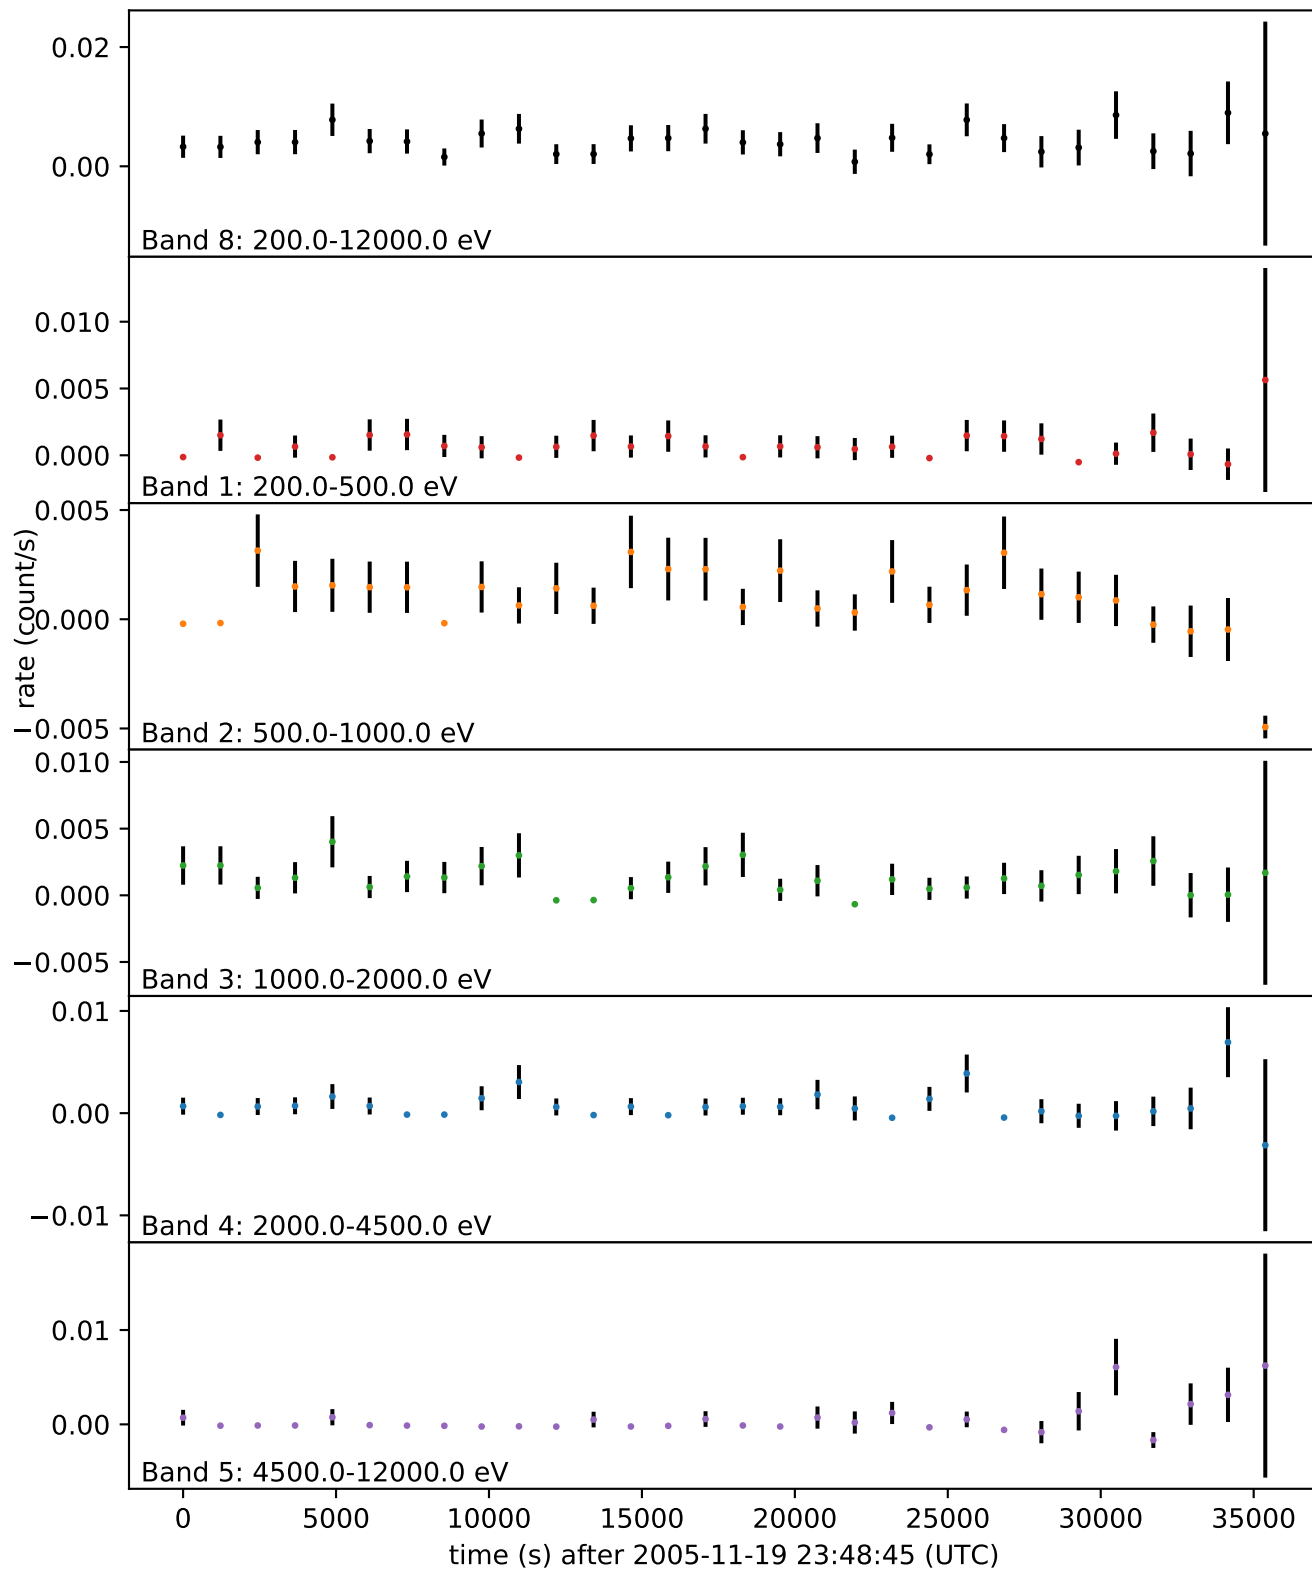 0.02
0.00
Band 8: 200.0-12000.0 eV
0.010
0.005
0.000
Band 1: 200.0-500.0 eV
rate (count/s)
0.005
0.000
−0.005
Band 2: 500.0-1000.0 eV
0.010
0.005
0.000
−0.005
Band 3: 1000.0-2000.0 eV
0.01
0.00
−0.01
Band 4: 2000.0-4500.0 eV
0.01
0.00
Band 5: 4500.0-12000.0 eV
0 5000 10000 15000 20000 25000 30000 35000
time (s) after 2005-11-19 23:48:45 (UTC)